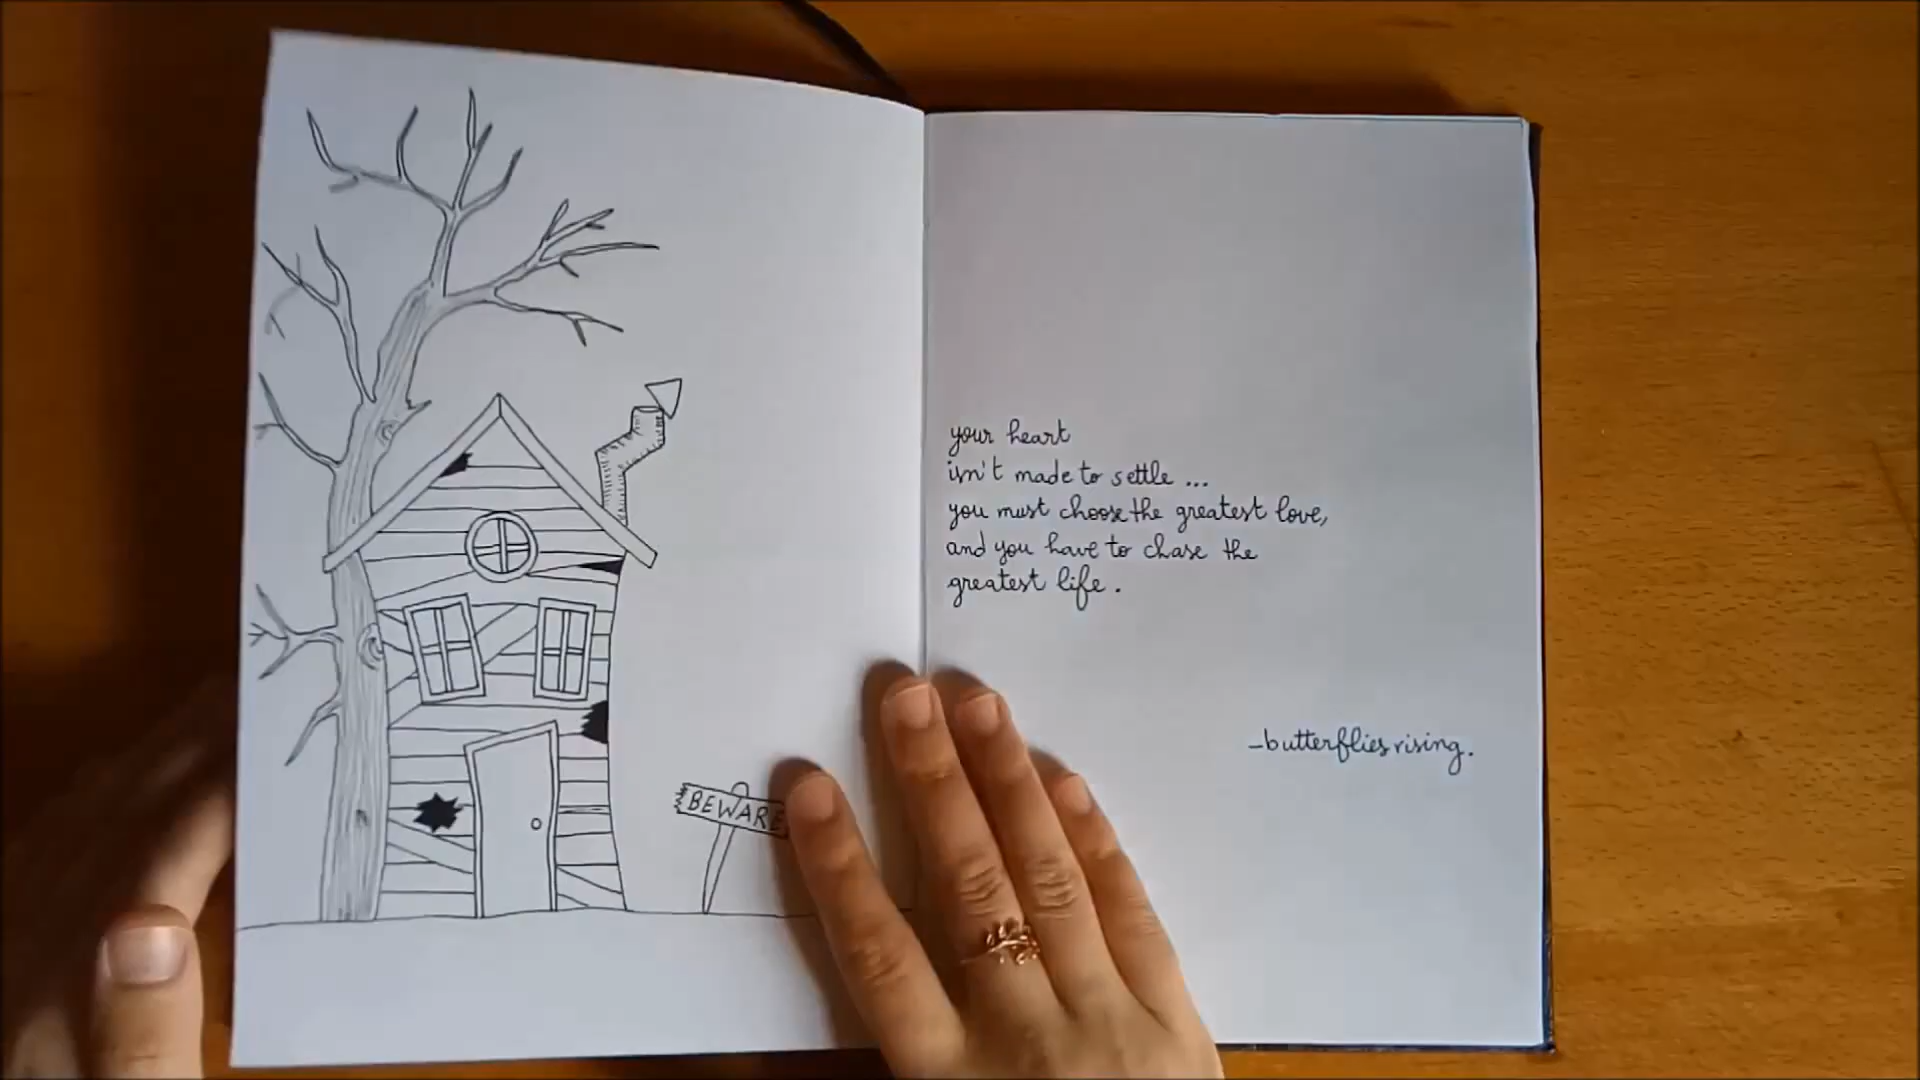 BEWARE
your heart
isn't made to settle ...
you must choose the greatest love,
and you have to chase the
greatest life.
-butterflies rising.